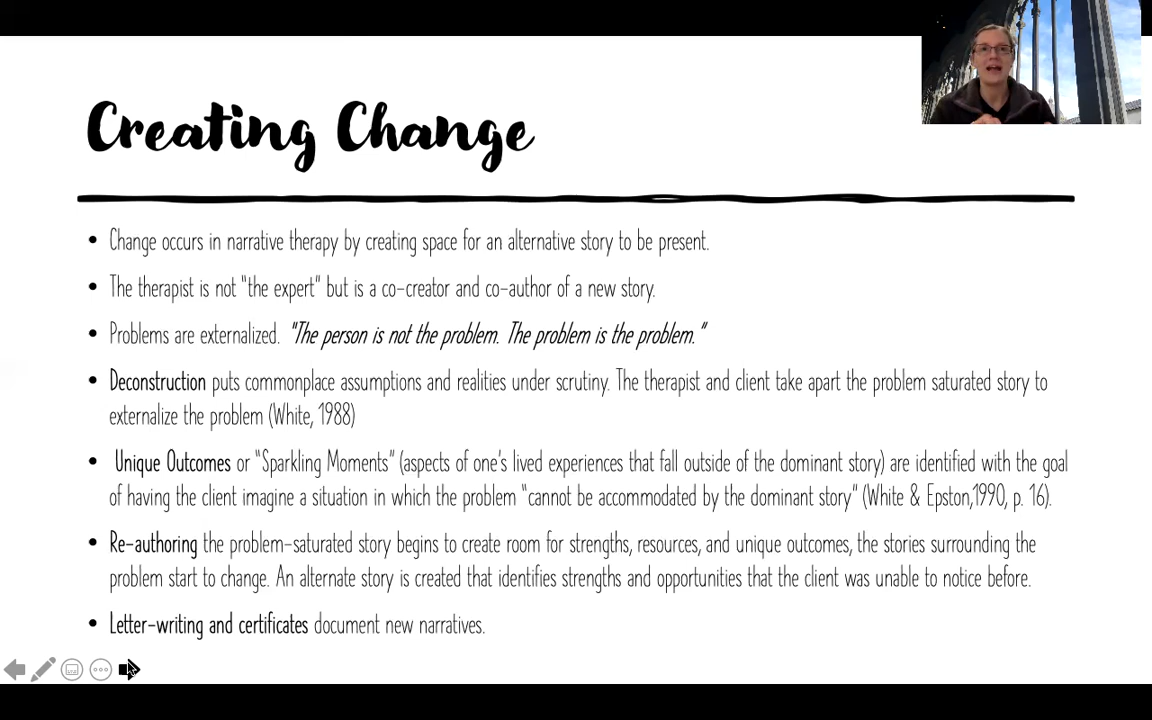 Creating Change
• Change occurs in narrative therapy by creating space for an alternative story to be present.
• The therapist is not "the expert" but is a co-creator and co-author of a new story.
• Problems are externalized. "The person is not the problem. The problem is the problem."
• Deconstruction puts commonplace assumptions and realities under scrutiny. The therapist and client take apart the problem saturated story to
externalize the problem (White, 1988)
• Unique Outcomes or "Sparkling Moments" (aspects of one's lived experiences that fall outside of the dominant story) are identified with the goal
of having the client imagine a situation in which the problem "cannot be accommodated by the dominant story" (White & Epston,1990, p. 16).
• Re-authoring the problem-saturated story begins to create room for strengths, resources, and unique outcomes, the stories surrounding the
problem start to change. An alternate story is created that identifies strengths and opportunities that the client was unable to notice before.
• Letter-writing and certificates document new narratives.